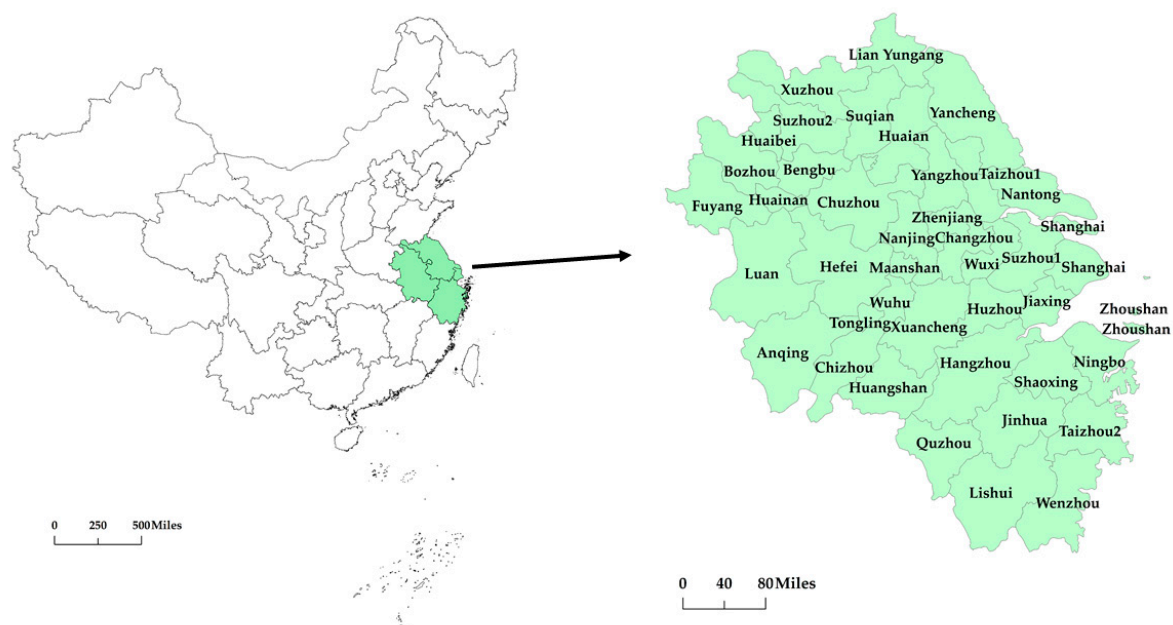 Lian Yungang
Xuzhou
Suzhou2
Suqian
Yancheng
Huaibei
Huaian
Bozhou
Bengbu
Yangzhou
Taizhou1
Fuyang
Huainan
Chuzhou
Nantong
Zhenjiang
Shanghai
Nanjing
Changzhou
Luan
Hefei
Maanshan
Wuxi
Suzhou1
Shanghai
Wuhu
Huzhou
Jiaxing
Zhoushan
Tongling
Xuancheng
Zhoushan
Anqing
Chizhou
Hangzhou
Ningbo
Huangshan
Shaoxing
Jinhua
Taizhou2
Quzhou
Lishui
Wenzhou
0 250 500Miles
0 40 80Miles